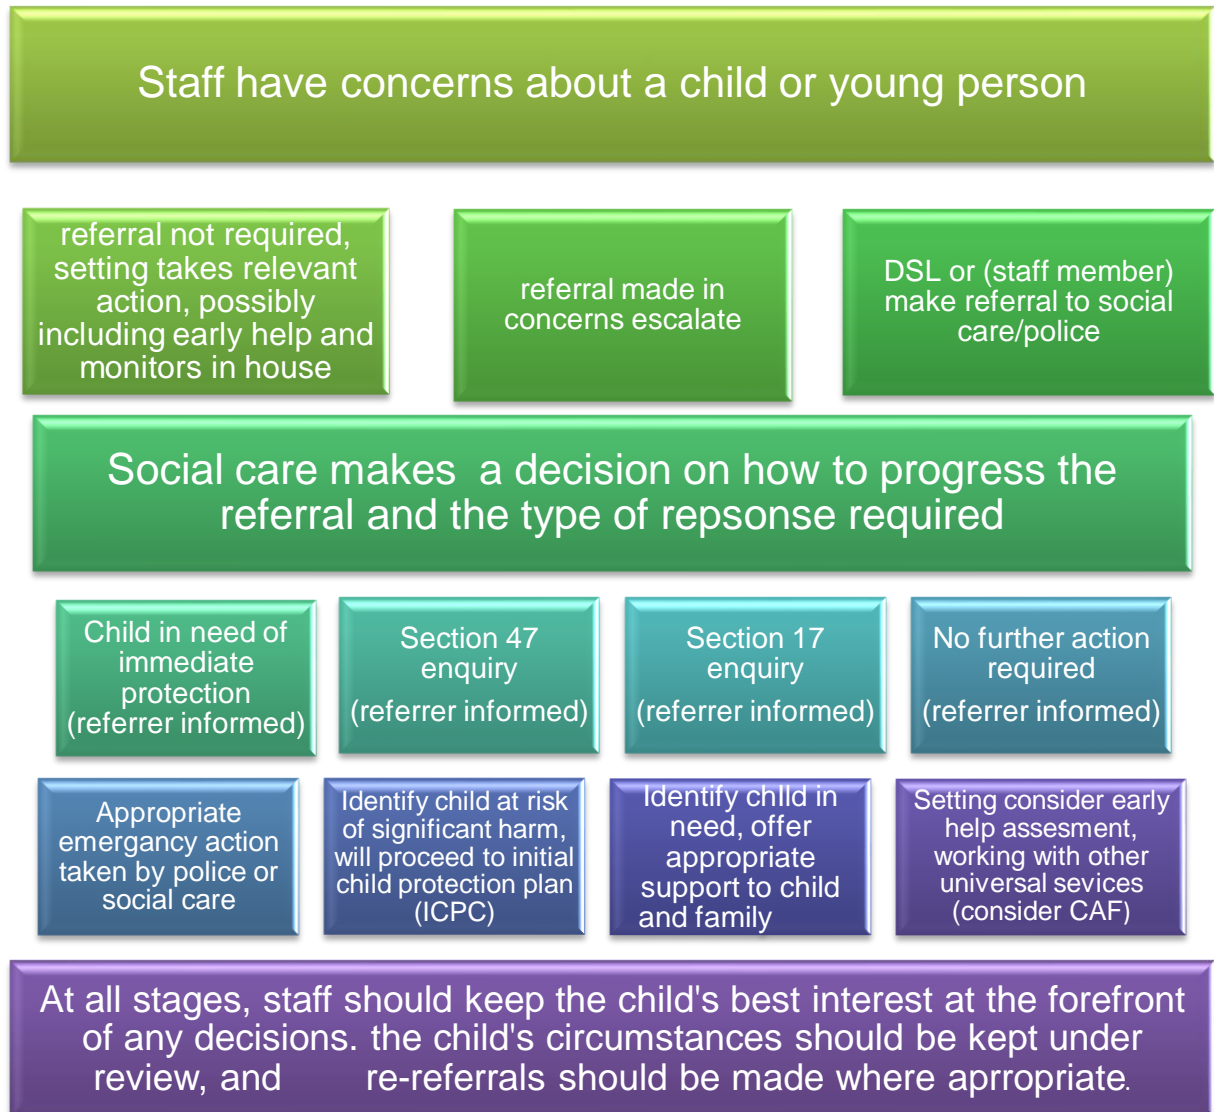 Staff have concerns about a child or young person
referral not required,
setting takes relevant
action, possibly
including early help and
monitors in house
referral made in
concerns escalate
DSL or (staff member)
make referral to social
care/police
Social care makes  a decision on how to progress the
referral and the type of repsonse required
Child in need of
immediate
protection
(referrer informed)
Section 47
enquiry
(referrer informed)
Section 17
enquiry
(referrer informed)
No further action
required
(referrer informed)
Appropriate
emergancy action
taken by police or
social care
Identify child at risk
of significant harm,
will proceed to initial
child protection plan
(ICPC)
Identify chIld in
need, offer
appropriate
support to child
and family
Setting consider early
help assesment,
working with other
universal sevices
(consider CAF)
At all stages, staff should keep the child's best interest at the forefront
of any decisions. the child's circumstances should be kept under
review, and      re-referrals should be made where aprropriate.